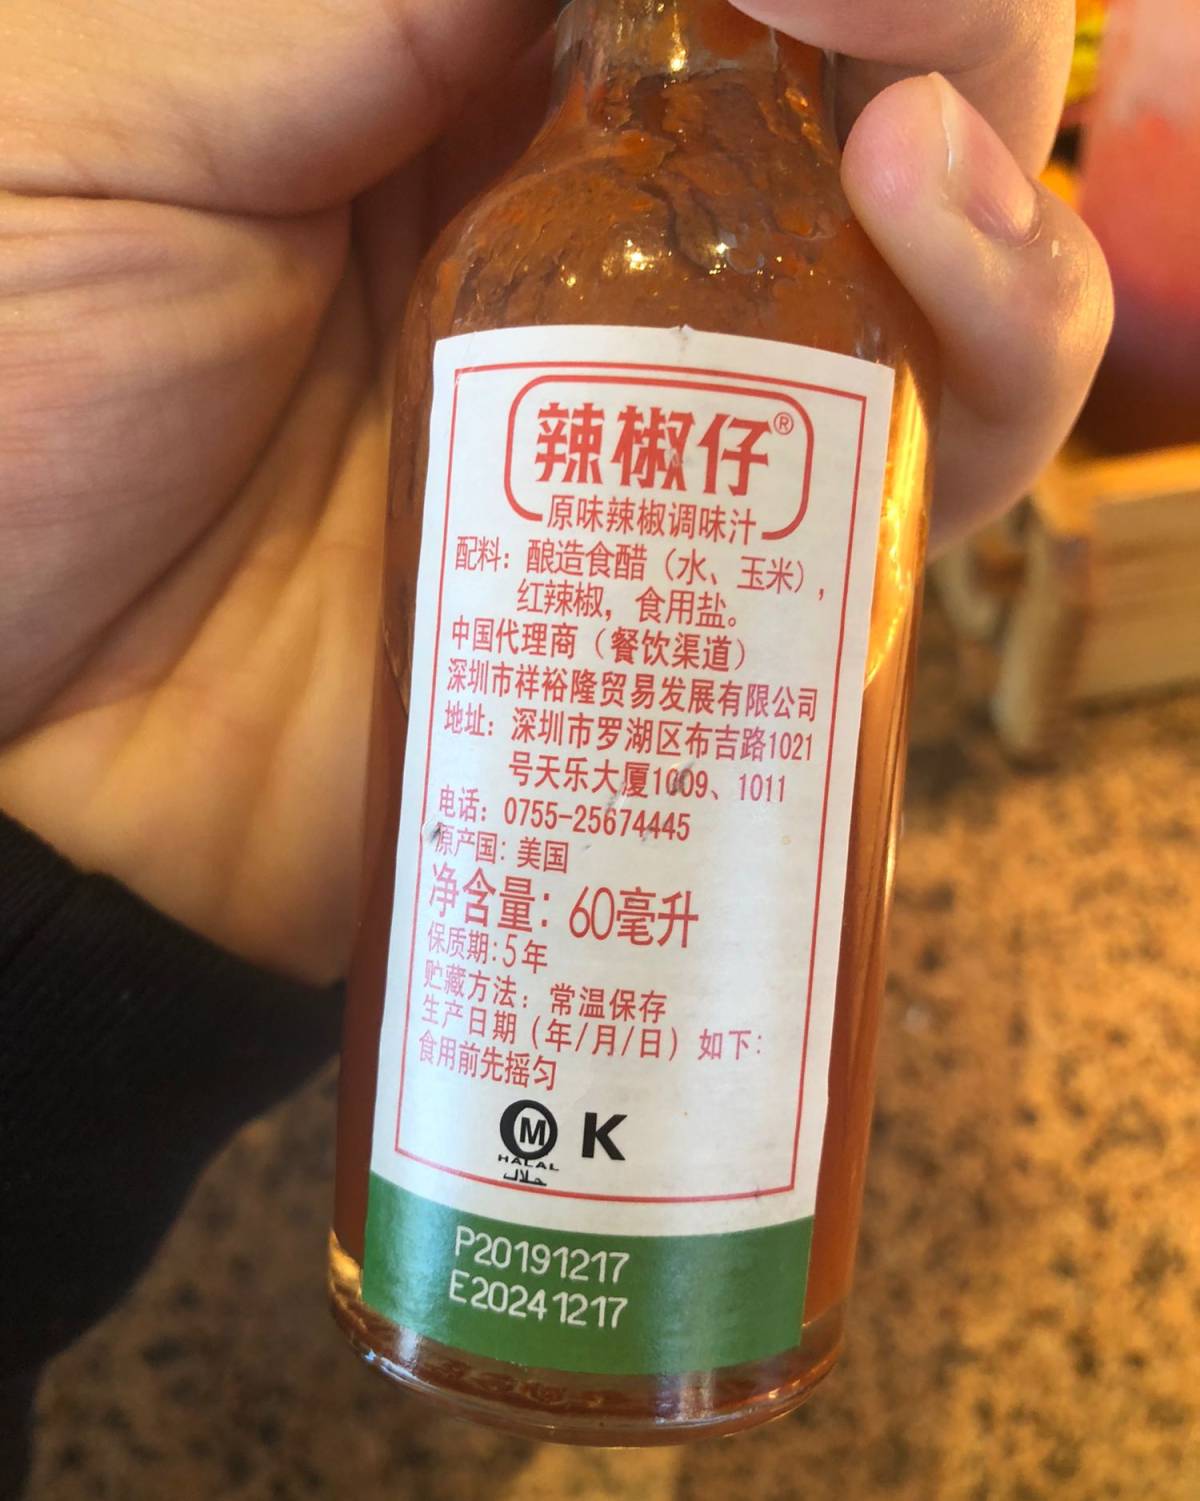 辣椒仔®
原味辣椒调味汁
配料：酿造食醋（水、玉米），
红辣椒，食用盐。
中国代理商（餐饮渠道）
深圳市祥裕隆贸易发展有限公司
地址：深圳市罗湖区布吉路1021
号天乐大厦1009、1011
电话：0755-25674445
原产国：美国
净含量：60毫升
保质期：5年
贮藏方法：常温保存
生产日期（年/月/日）如下：
食用前先摇匀
M K
HALAL
حلال
P20191217
E20241217